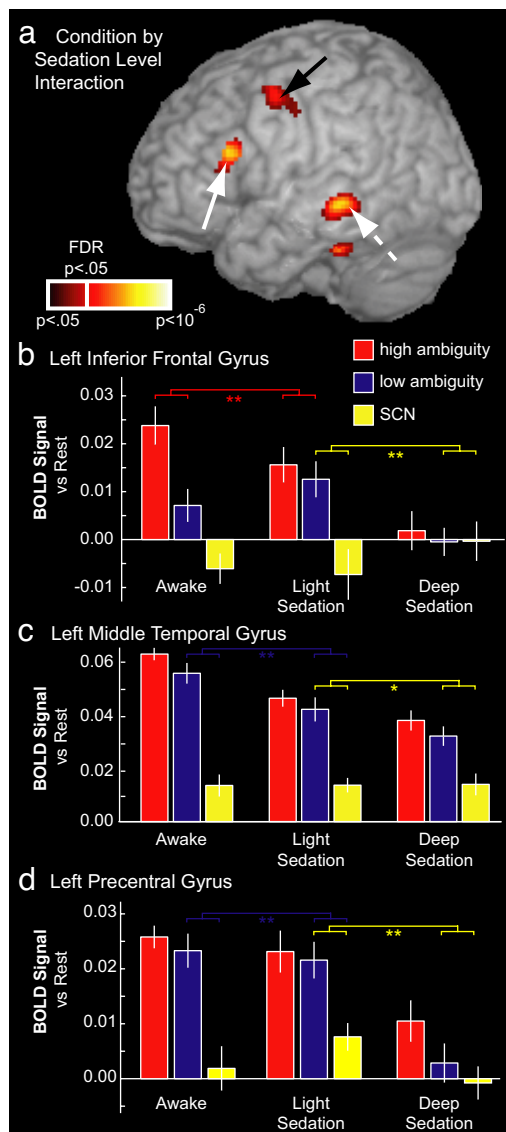 a Condition by
Sedation Level
Interaction
FDR
p<.05
p<.05 p<10^-6
high ambiguity
low ambiguity
SCN
b Left Inferior Frontal Gyrus
BOLD Signal
vs Rest
0.03
0.02
0.01
0.00
-0.01
**
**
Awake Light Deep
Sedation Sedation
c Left Middle Temporal Gyrus
BOLD Signal
vs Rest
0.06
0.04
0.02
0.00
**
*
Awake Light Deep
Sedation Sedation
d Left Precentral Gyrus
BOLD Signal
vs Rest
0.03
0.02
0.01
0.00
**
**
Awake Light Deep
Sedation Sedation